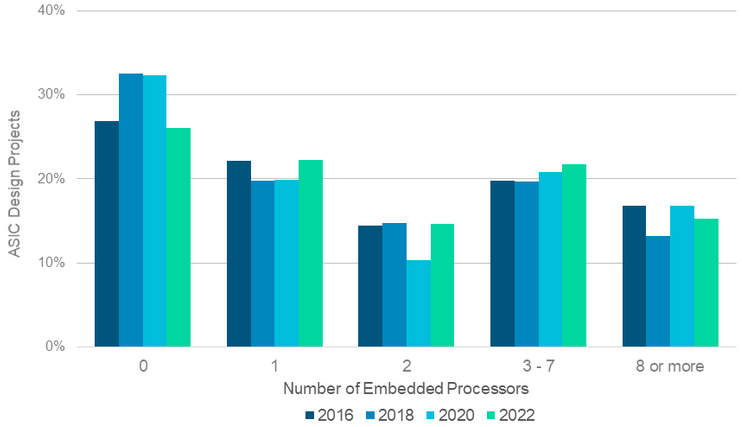 40%
30%
20%
10%
0%
ASIC Design Projects
0 1 2 3 - 7 8 or more
Number of Embedded Processors
2016 2018 2020 2022